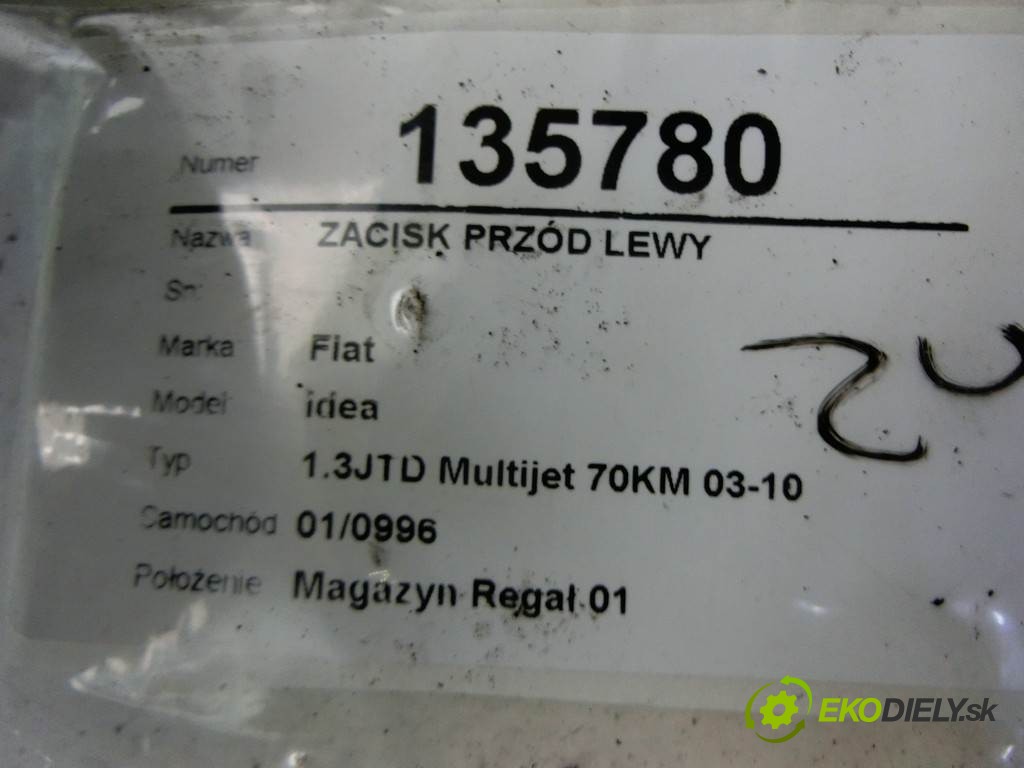 Numer 135780
Nazwa ZACISK PRZÓD LEWY
Sn:
Marka Fiat
Model idea
Typ 1.3JTD Multijet 70KM 03-10
Samochód 01/0996
Położenie Magazyn Regał 01
EKODIELY.sk